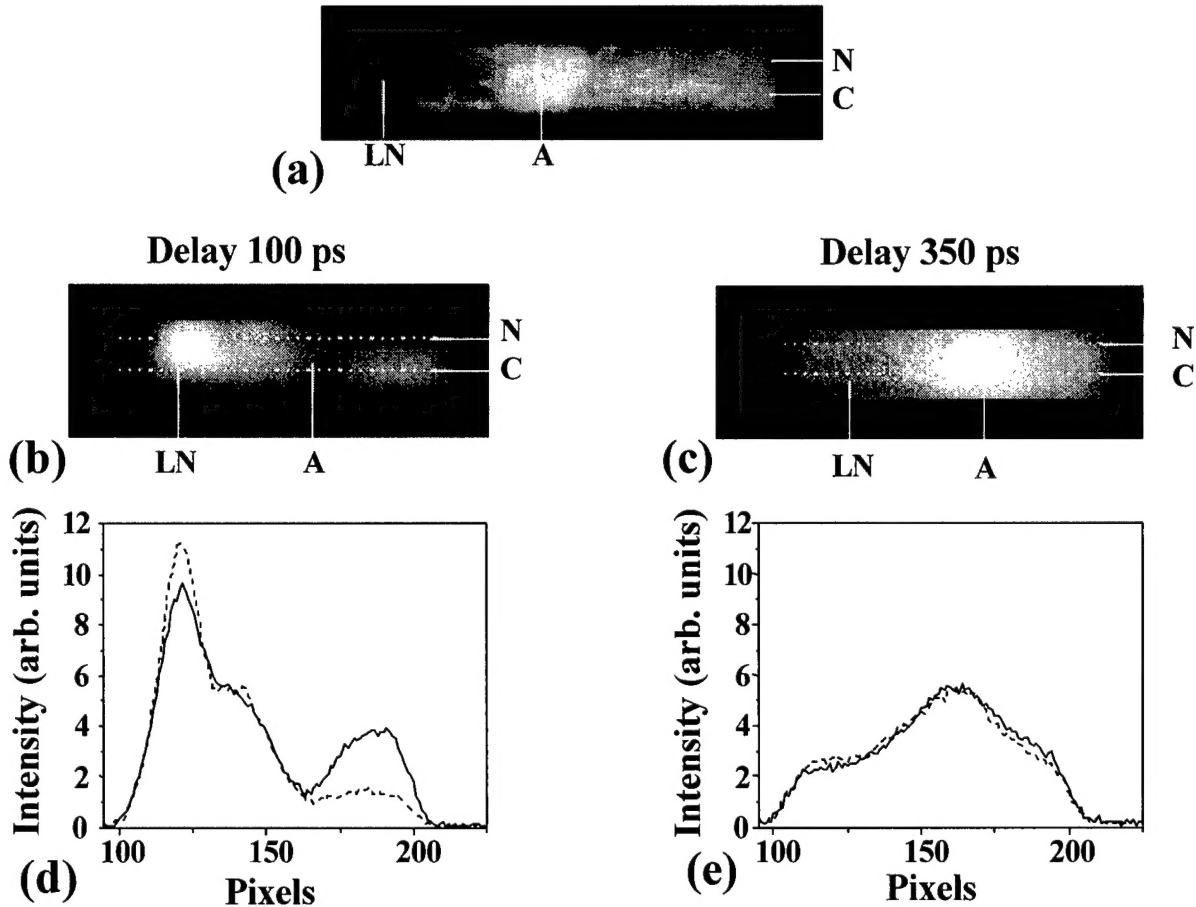 N
C
LN A
(a)
Delay 100 ps Delay 350 ps
N
C
N
C
(b) LN A
(c) LN A
Intensity (arb. units)
12
10
8
6
4
2
0
100 150 200
Pixels
(d)
Intensity (arb. units)
12
10
8
6
4
2
0
100 150 200
Pixels
(e)